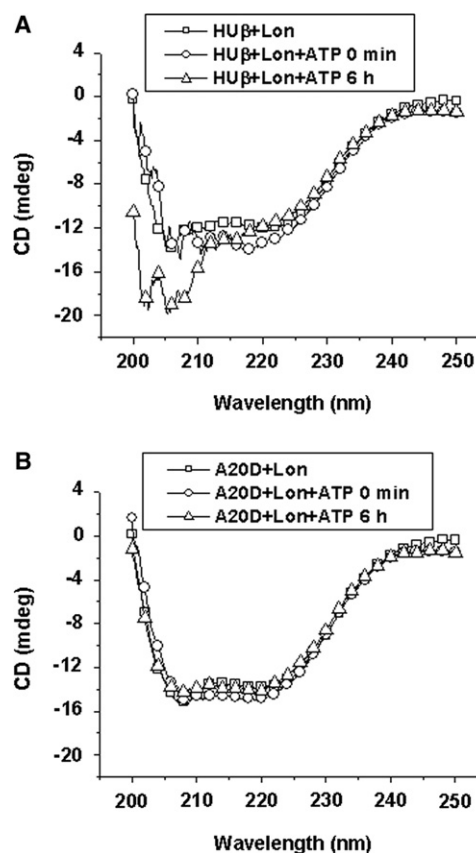 A
HUβ+Lon
HUβ+Lon+ATP 0 min
HUβ+Lon+ATP 6 h
CD (mdeg)
4
0
-4
-8
-12
-16
-20
200 210 220 230 240 250
Wavelength (nm)
B
A20D+Lon
A20D+Lon+ATP 0 min
A20D+Lon+ATP 6 h
CD (mdeg)
4
0
-4
-8
-12
-16
-20
200 210 220 230 240 250
Wavelength (nm)